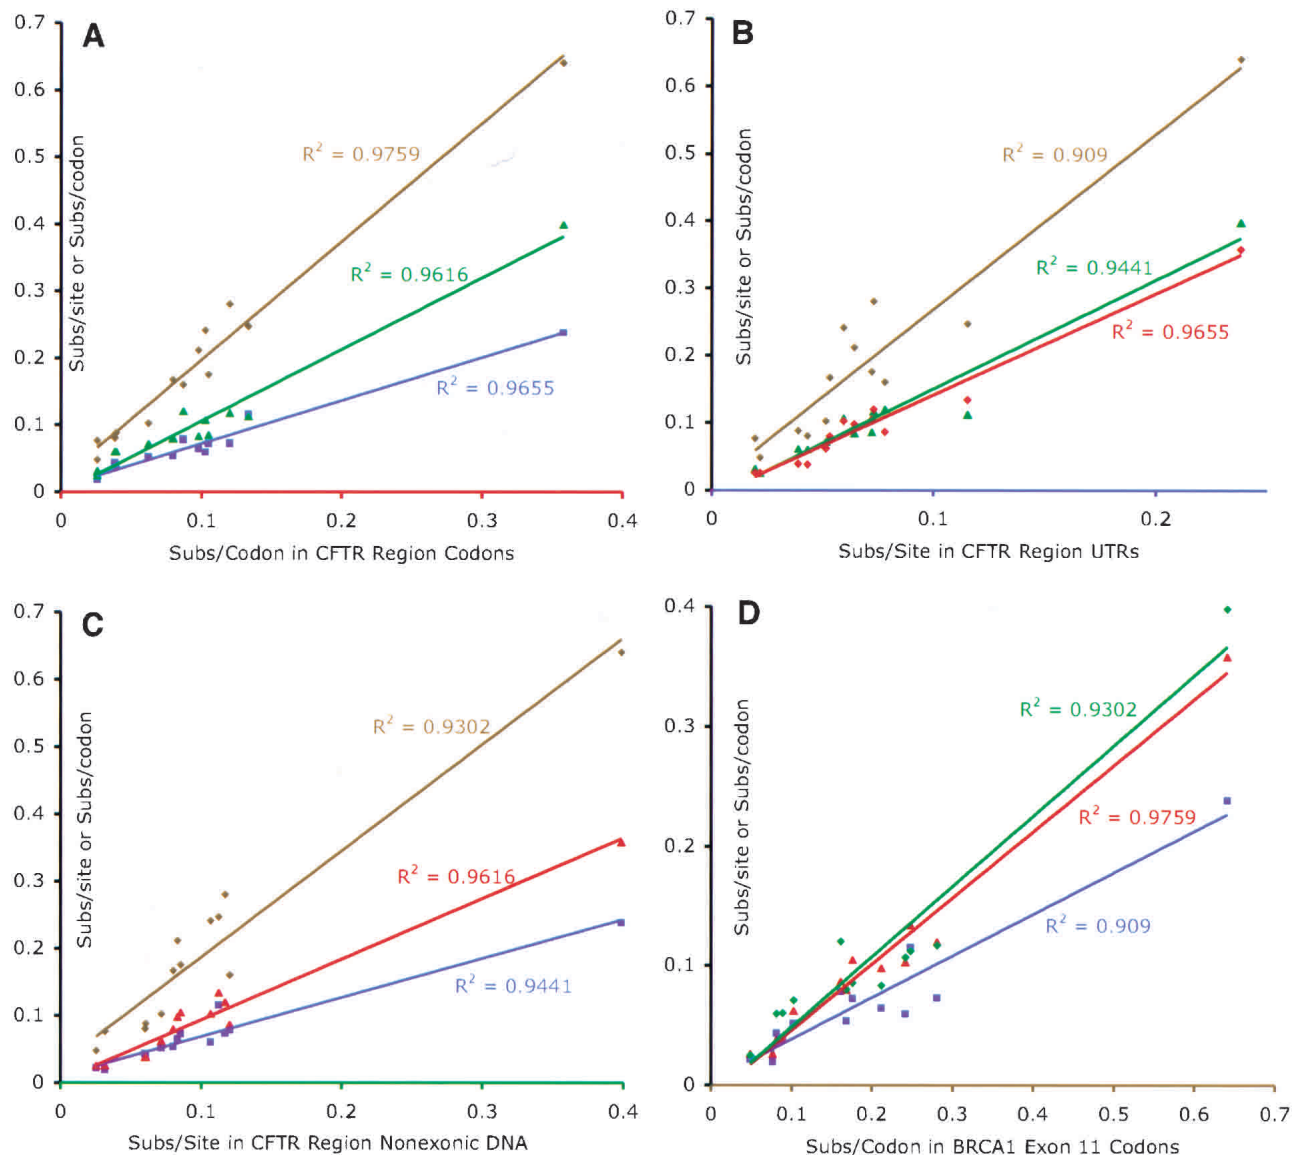 A
0.7
0.6
0.5
0.4
0.3
0.2
0.1
0
Subs/site or Subs/codon
R² = 0.9759
R² = 0.9616
R² = 0.9655
0 0.1 0.2 0.3 0.4
Subs/Codon in CFTR Region Codons
B
0.7
0.6
0.5
0.4
0.3
0.2
0.1
0
Subs/site or Subs/codon
R² = 0.909
R² = 0.9441
R² = 0.9655
0 0.1 0.2
Subs/Site in CFTR Region UTRs
C
0.7
0.6
0.5
0.4
0.3
0.2
0.1
0
Subs/site or Subs/codon
R² = 0.9302
R² = 0.9616
R² = 0.9441
0 0.1 0.2 0.3 0.4
Subs/Site in CFTR Region Nonexonic DNA
D
0.4
0.3
0.2
0.1
0
Subs/site or Subs/codon
R² = 0.9302
R² = 0.9759
R² = 0.909
0 0.1 0.2 0.3 0.4 0.5 0.6 0.7
Subs/Codon in BRCA1 Exon 11 Codons